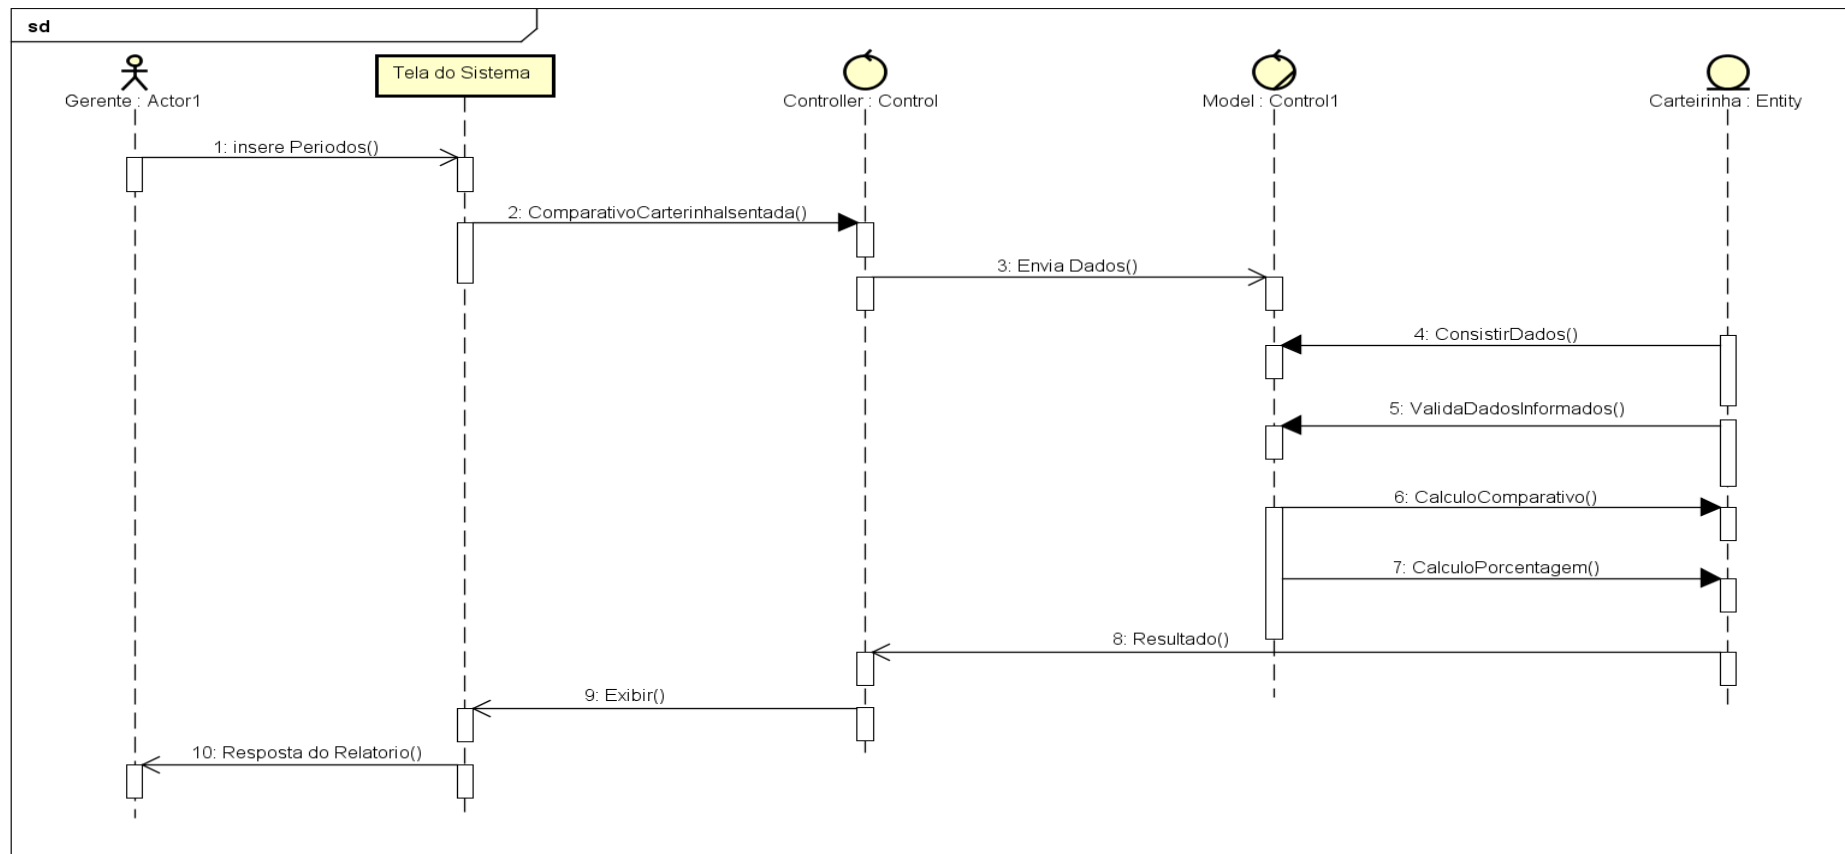 sd
Gerente : Actor1
Tela do Sistema
Controller : Control
Model : Control1
Carteirinha : Entity
1: insere Periodos()
2: ComparativoCarterinhaIsentada()
3: Envia Dados()
4: ConsistirDados()
5: ValidaDadosInformados()
6: CalculoComparativo()
7: CalculoPorcentagem()
8: Resultado()
9: Exibir()
10: Resposta do Relatorio()